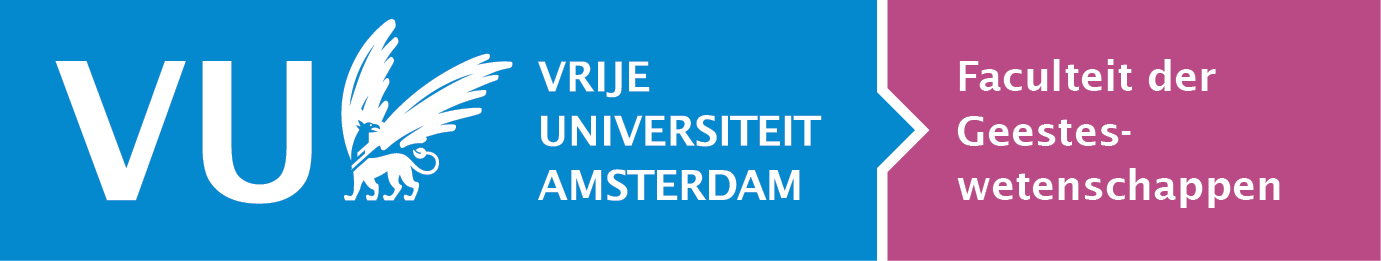 VU
VRIJE
UNIVERSITEIT
AMSTERDAM
Faculteit der
Geestes-
wetenschappen